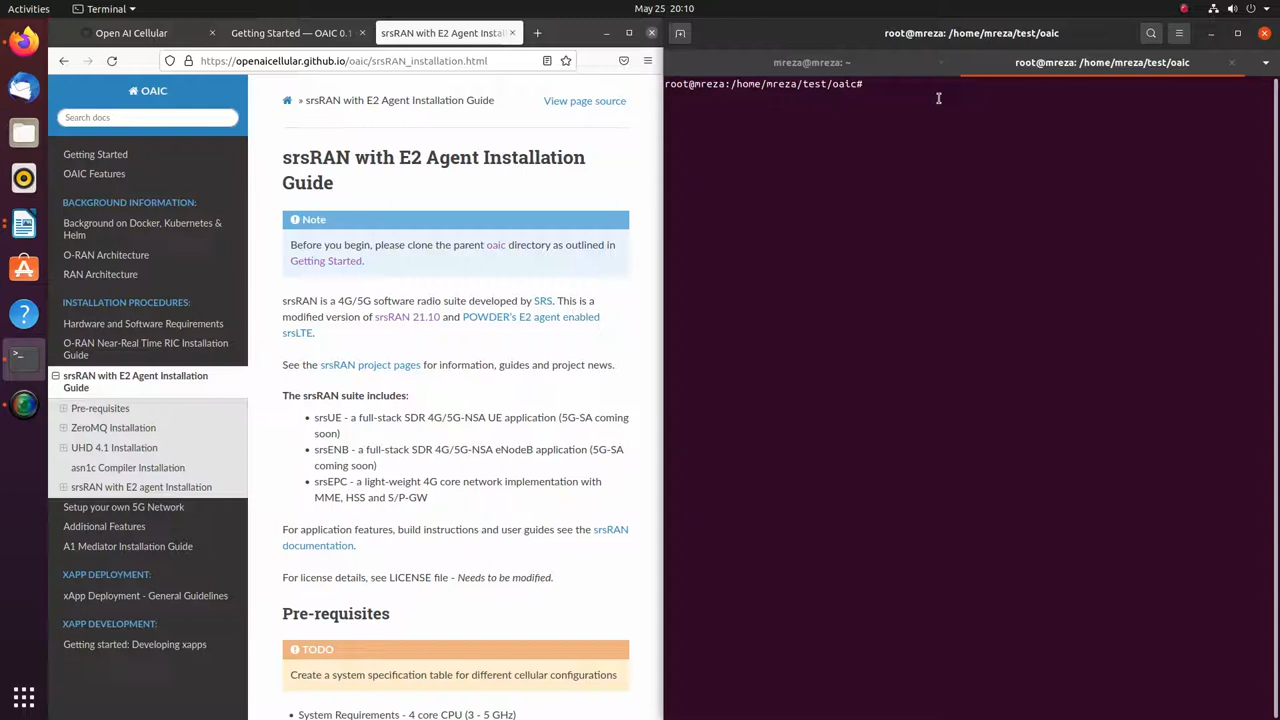 Activities
Terminal
May 25 20:10
Open AI Cellular
Getting Started — OAIC 0.1
srsRAN with E2 Agent Instal
https://openaicellular.github.io/oaic/srsRAN_installation.html
OAIC
Search docs
Getting Started
OAIC Features
BACKGROUND INFORMATION:
Background on Docker, Kubernetes &
Helm
O-RAN Architecture
RAN Architecture
INSTALLATION PROCEDURES:
Hardware and Software Requirements
O-RAN Near-Real Time RIC Installation
Guide
srsRAN with E2 Agent Installation
Guide
Pre-requisites
ZeroMQ Installation
UHD 4.1 Installation
asn1c Compiler Installation
srsRAN with E2 agent Installation
Setup your own 5G Network
Additional Features
A1 Mediator Installation Guide
XAPP DEPLOYMENT:
xApp Deployment - General Guidelines
XAPP DEVELOPMENT:
Getting started: Developing xapps
» srsRAN with E2 Agent Installation Guide
View page source
srsRAN with E2 Agent Installation
Guide
Note
Before you begin, please clone the parent oaic directory as outlined in
Getting Started.
srsRAN is a 4G/5G software radio suite developed by SRS. This is a
modified version of srsRAN 21.10 and POWDER's E2 agent enabled
srsLTE.
See the srsRAN project pages for information, guides and project news.
The srsRAN suite includes:
• srsUE - a full-stack SDR 4G/5G-NSA UE application (5G-SA coming
soon)
• srsENB - a full-stack SDR 4G/5G-NSA eNodeB application (5G-SA
coming soon)
• srsEPC - a light-weight 4G core network implementation with
MME, HSS and S/P-GW
For application features, build instructions and user guides see the srsRAN
documentation.
For license details, see LICENSE file - Needs to be modified.
Pre-requisites
TODO
Create a system specification table for different cellular configurations
• System Requirements - 4 core CPU (3 - 5 GHz)
root@mreza: /home/mreza/test/oaic
mreza@mreza: ~
root@mreza: /home/mreza/test/oaic
root@mreza:/home/mreza/test/oaic#